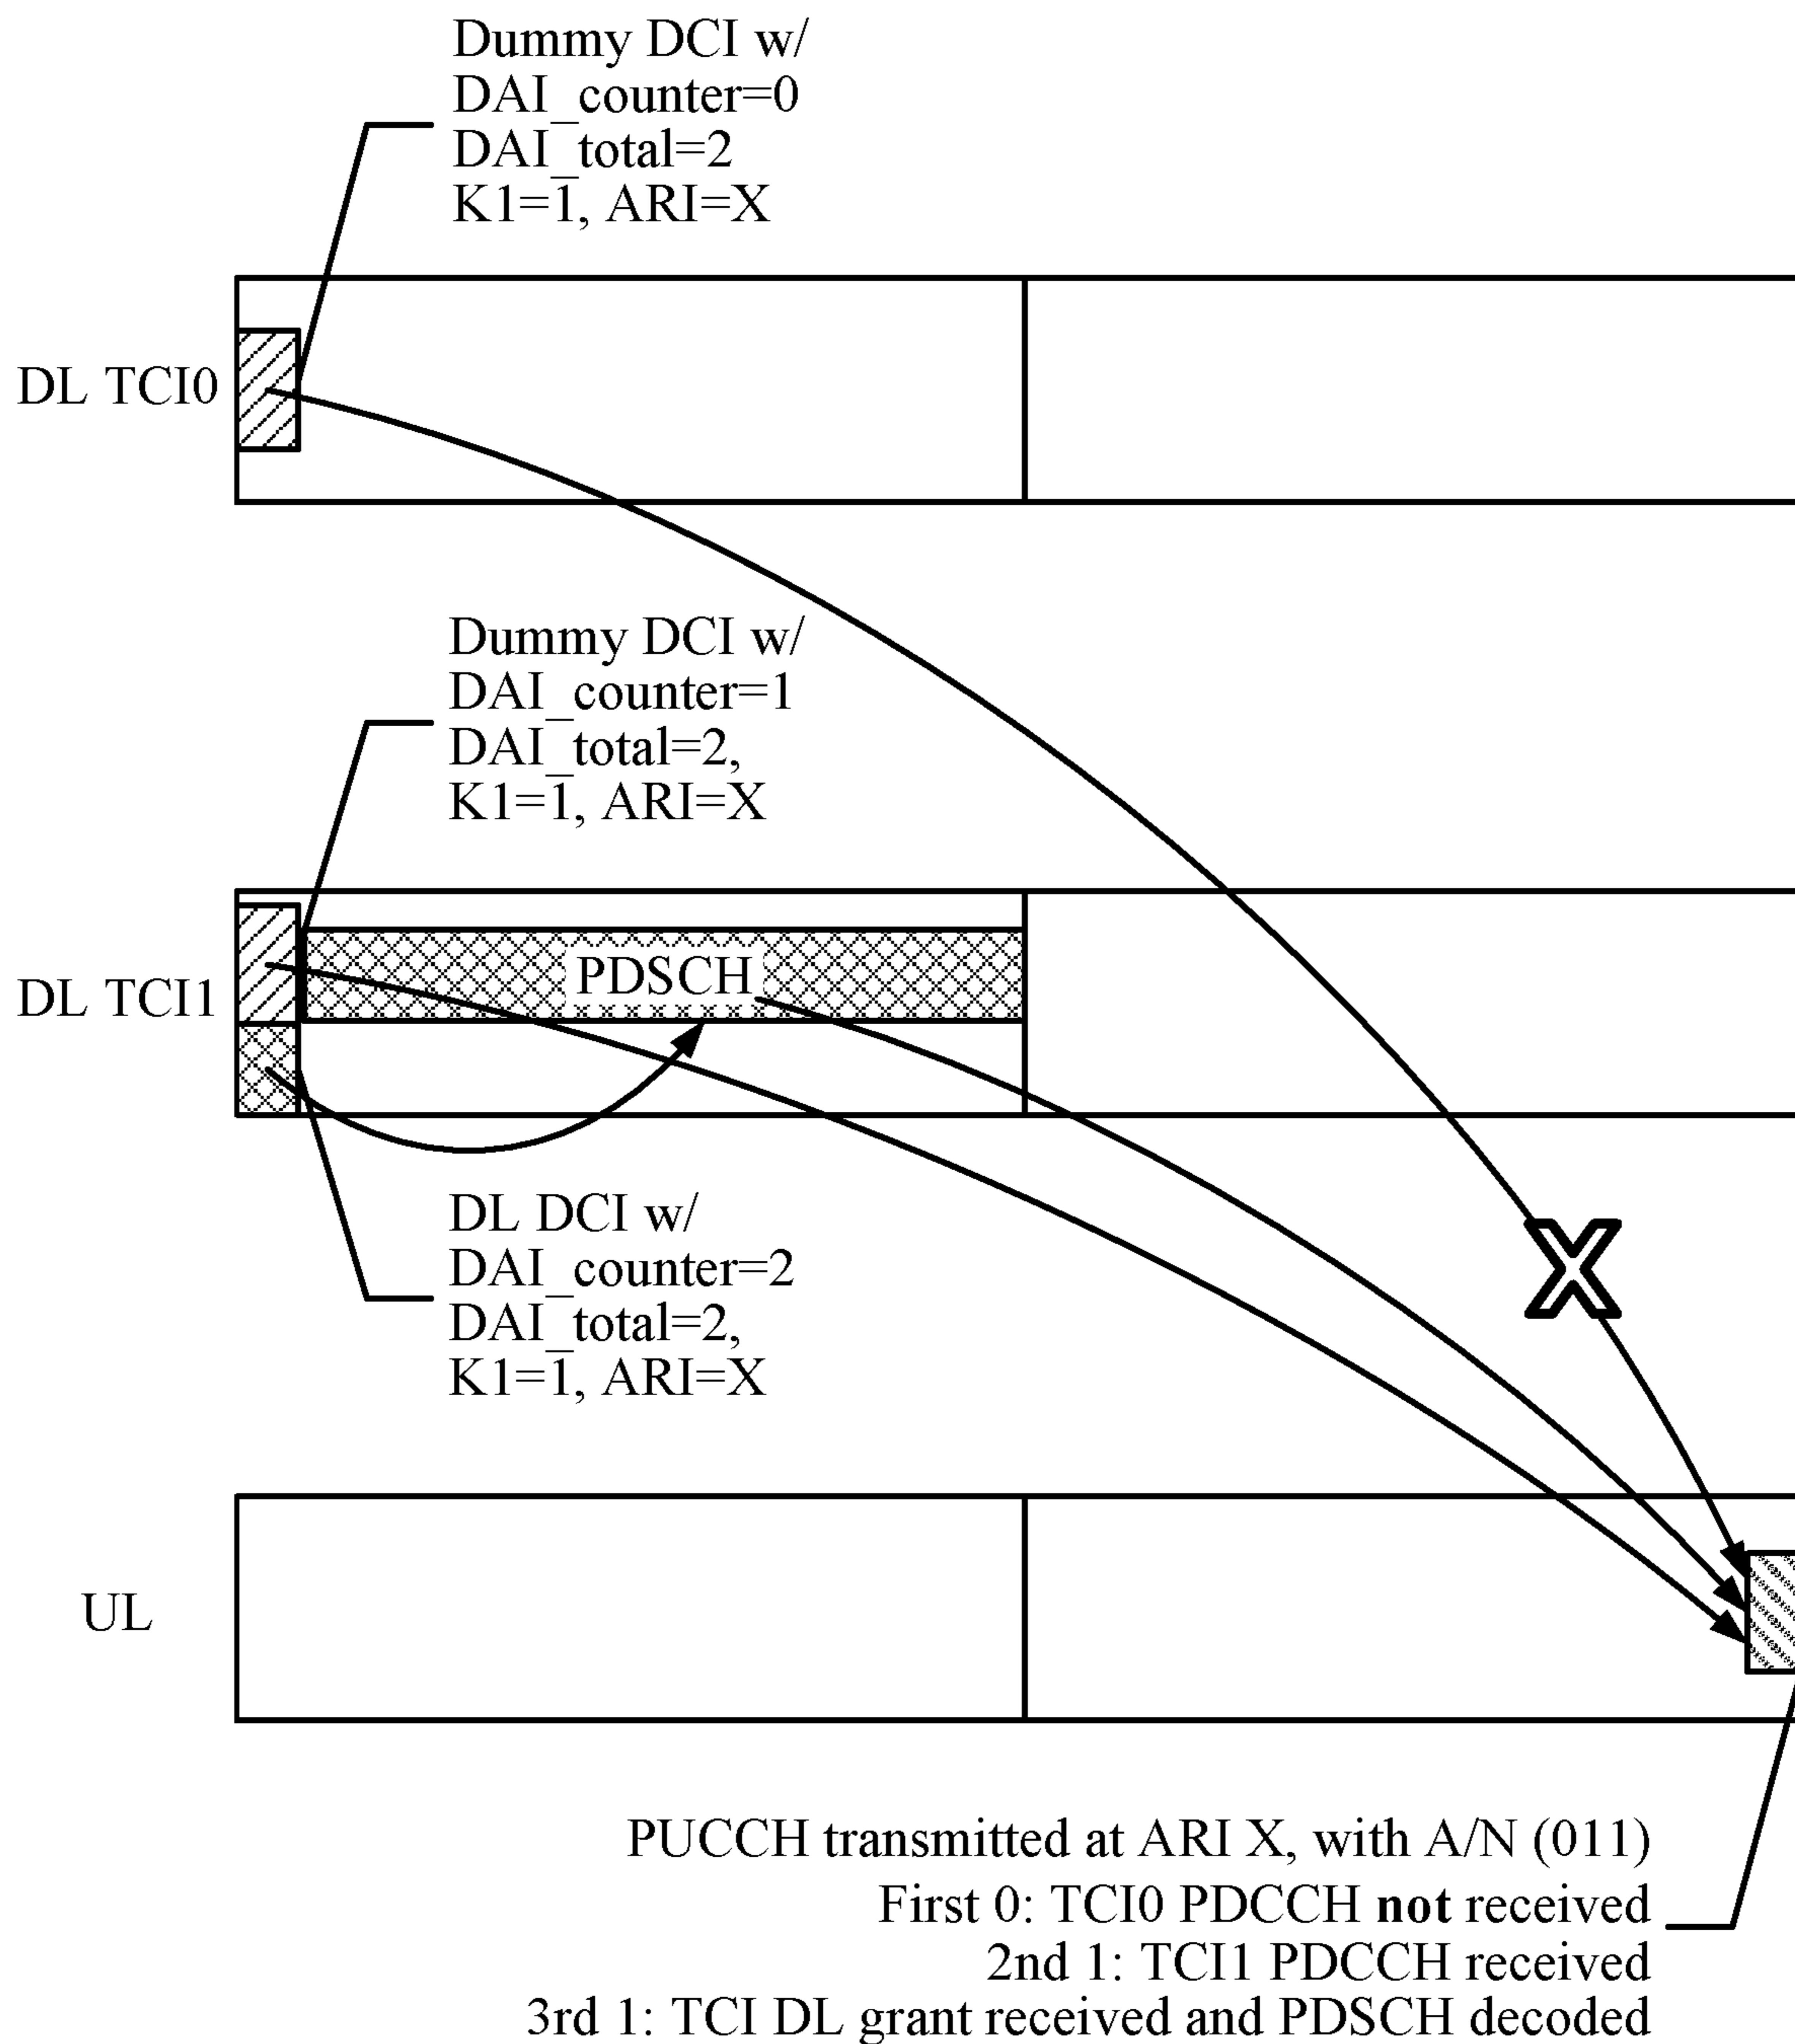 Dummy DCI w/
DAI_counter=0
DAI_total=2
K1=1, ARI=X
DL TCI0
Dummy DCI w/
DAI_counter=1
DAI_total=2,
K1=1, ARI=X
PDSCH
DL TCI1
DL DCI w/
DAI_counter=2
DAI_total=2,
K1=1, ARI=X
X
UL
PUCCH transmitted at ARI X, with A/N (011)
First 0: TCI0 PDCCH not received
2nd 1: TCI1 PDCCH received
3rd 1: TCI DL grant received and PDSCH decoded